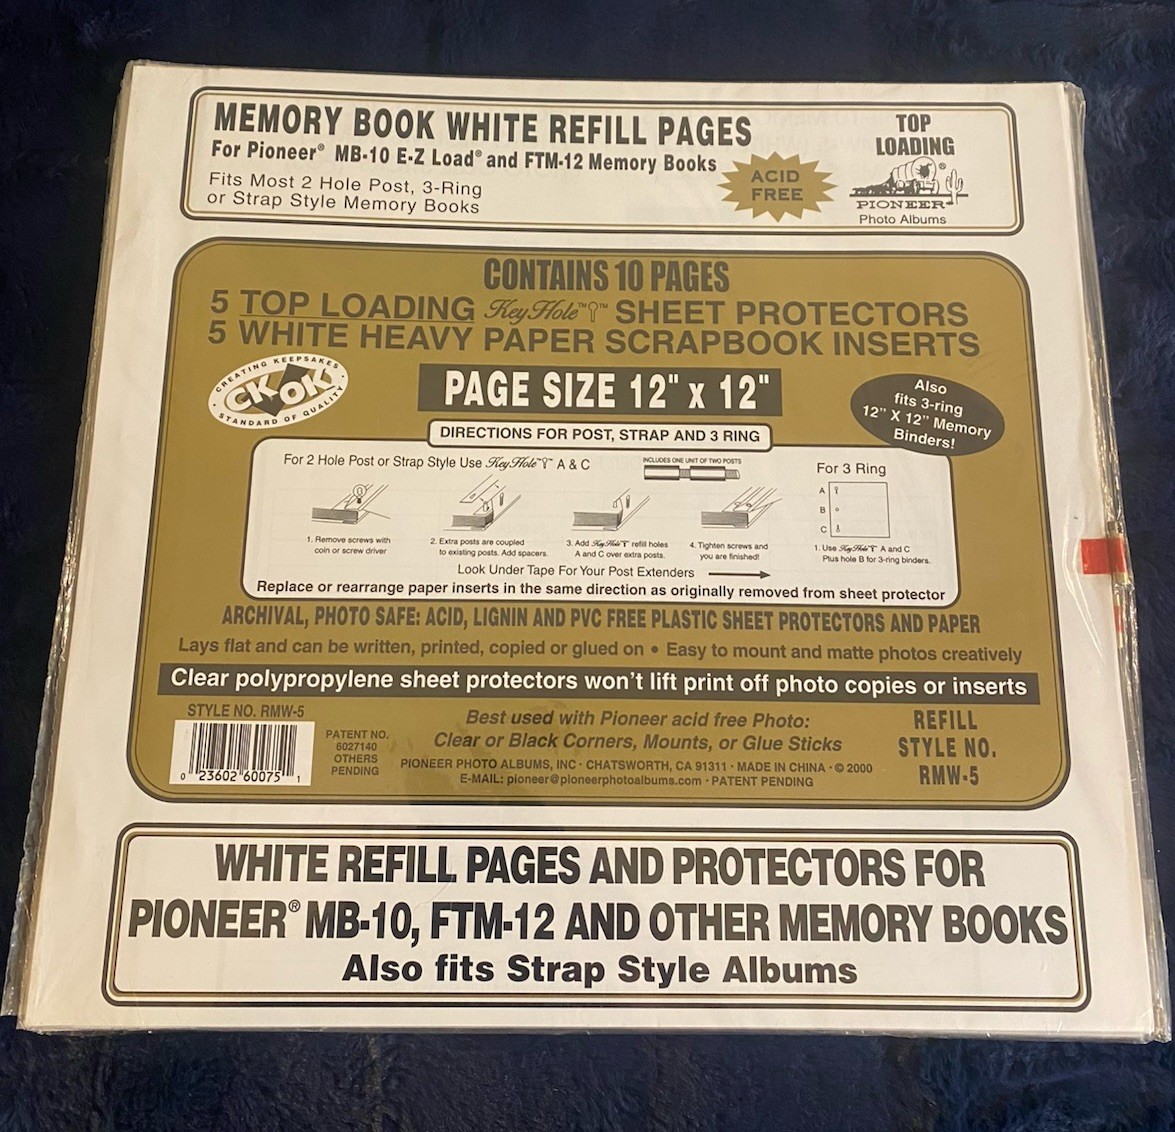 MEMORY BOOK WHITE REFILL PAGES
For Pioneer® MB-10 E-Z Load® and FTM-12 Memory Books
Fits Most 2 Hole Post, 3-Ring
or Strap Style Memory Books
ACID
FREE
TOP
LOADING
®
PIONEER®
Photo Albums
CONTAINS 10 PAGES
5 TOP LOADING KeyHole™ ™ SHEET PROTECTORS
5 WHITE HEAVY PAPER SCRAPBOOK INSERTS
CREATING KEEPSAKES
CK OK!
STANDARD OF QUALITY
PAGE SIZE 12" x 12"
Also
fits 3-ring
12" X 12" Memory
Binders!
DIRECTIONS FOR POST, STRAP AND 3 RING
For 2 Hole Post or Strap Style Use KeyHole™ ™ A & C
INCLUDES ONE UNIT OF TWO POSTS
For 3 Ring
A
B
C
1. Remove screws with
coin or screw driver
2. Extra posts are coupled
to existing posts. Add spacers.
3. Add KeyHole™ refill holes
A and C over extra posts.
4. Tighten screws and
you are finished!
1. Use KeyHole™ A and C
Plus hole B for 3-ring binders.
Look Under Tape For Your Post Extenders
Replace or rearrange paper inserts in the same direction as originally removed from sheet protector
ARCHIVAL, PHOTO SAFE: ACID, LIGNIN AND PVC FREE PLASTIC SHEET PROTECTORS AND PAPER
Lays flat and can be written, printed, copied or glued on • Easy to mount and matte photos creatively
Clear polypropylene sheet protectors won't lift print off photo copies or inserts
STYLE NO. RMW-5
0 23602 60075 1
PATENT NO.
6027140
OTHERS
PENDING
Best used with Pioneer acid free Photo:
Clear or Black Corners, Mounts, or Glue Sticks
PIONEER PHOTO ALBUMS, INC · CHATSWORTH, CA 91311 · MADE IN CHINA · © 2000
E-MAIL: pioneer@pioneerphotoalbums.com · PATENT PENDING
REFILL
STYLE NO.
RMW-5
WHITE REFILL PAGES AND PROTECTORS FOR
PIONEER® MB-10, FTM-12 AND OTHER MEMORY BOOKS
Also fits Strap Style Albums